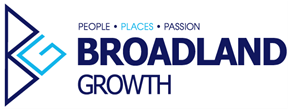 PEOPLE • PLACES • PASSION
BROADLAND
GROWTH